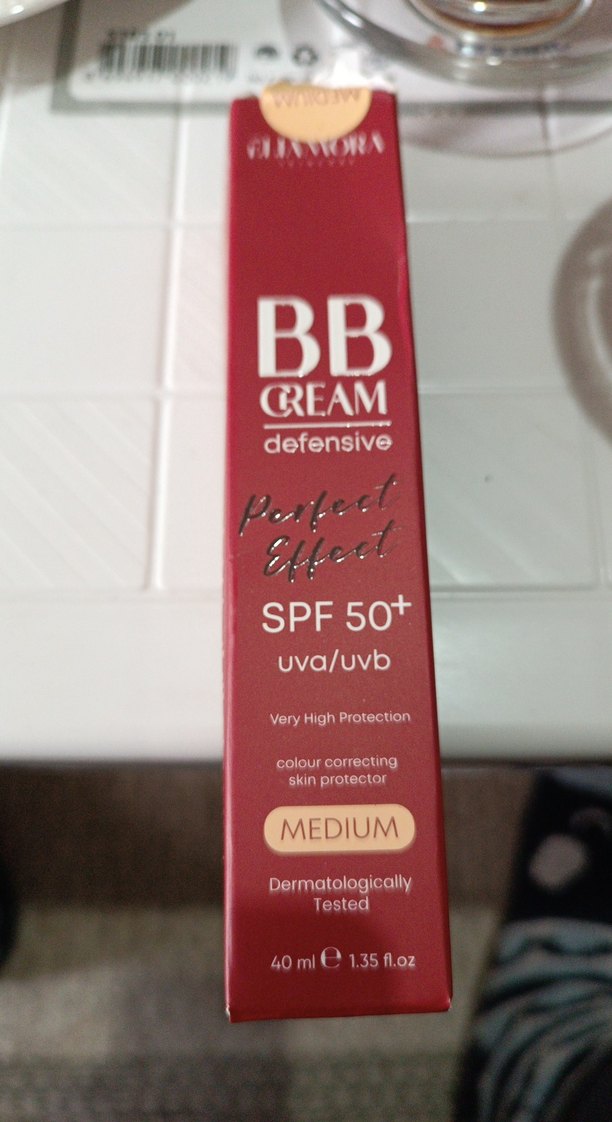 MEDIUM
ELIXMORA
BB
CREAM
defensive
Perfect
Effect
SPF 50+
uva/uvb
Very High Protection
colour correcting
skin protector
MEDIUM
Dermatologically
Tested
40 ml ℮ 1.35 fl.oz